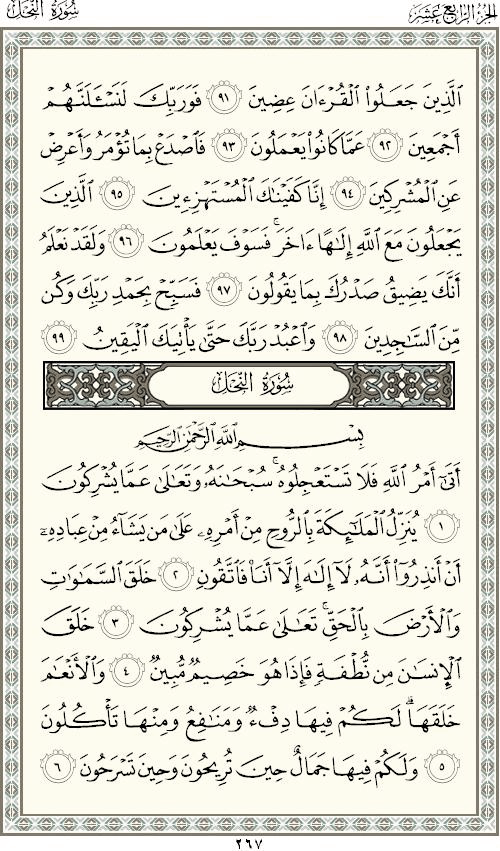 الجزء الرابع عشر
سورة النحل
ٱلَّذِينَ جَعَلُوا۟ ٱلْقُرْءَانَ عِضِينَ ٩١ فَوَرَبِّكَ لَنَسْـَٔلَنَّهُمْ
أَجْمَعِينَ ٩٢ عَمَّا كَانُوا۟ يَعْمَلُونَ ٩٣ فَٱصْدَعْ بِمَا تُؤْمَرُ وَأَعْرِضْ
عَنِ ٱلْمُشْرِكِينَ ٩٤ إِنَّا كَفَيْنَـٰكَ ٱلْمُسْتَهْزِءِينَ ٩٥ ٱلَّذِينَ
يَجْعَلُونَ مَعَ ٱللَّهِ إِلَـٰهًا ءَاخَرَ ۚ فَسَوْفَ يَعْلَمُونَ ٩٦ وَلَقَدْ نَعْلَمُ
أَنَّكَ يَضِيقُ صَدْرُكَ بِمَا يَقُولُونَ ٩٧ فَسَبِّحْ بِحَمْدِ رَبِّكَ وَكُن
مِّنَ ٱلسَّـٰجِدِينَ ٩٨ وَٱعْبُدْ رَبَّكَ حَتَّىٰ يَأْتِيَكَ ٱلْيَقِينُ ٩٩
سُورَةُ النَّحۡلِ
بِسْمِ ٱللَّهِ ٱلرَّحْمَـٰنِ ٱلرَّحِيمِ
أَتَىٰٓ أَمْرُ ٱللَّهِ فَلَا تَسْتَعْجِلُوهُ ۚ سُبْحَـٰنَهُۥ وَتَعَـٰلَىٰ عَمَّا يُشْرِكُونَ
١ يُنَزِّلُ ٱلْمَلَـٰٓئِكَةَ بِٱلرُّوحِ مِنْ أَمْرِهِۦ عَلَىٰ مَن يَشَآءُ مِنْ عِبَادِهِۦٓ
أَنْ أَنذِرُوٓا۟ أَنَّهُۥ لَآ إِلَـٰهَ إِلَّآ أَنَا۠ فَٱتَّقُونِ ٢ خَلَقَ ٱلسَّمَـٰوَٰتِ
وَٱلْأَرْضَ بِٱلْحَقِّ ۚ تَعَـٰلَىٰ عَمَّا يُشْرِكُونَ ٣ خَلَقَ
ٱلْإِنسَـٰنَ مِن نُّطْفَةٍ فَإِذَا هُوَ خَصِيمٌ مُّبِينٌ ٤ وَٱلْأَنْعَـٰمَ
خَلَقَهَا ۗ لَكُمْ فِيهَا دِفْءٌ وَمَنَـٰفِعُ وَمِنْهَا تَأْكُلُونَ
٥ وَلَكُمْ فِيهَا جَمَالٌ حِينَ تُرِيحُونَ وَحِينَ تَسْرَحُونَ ٦
٢٦٧